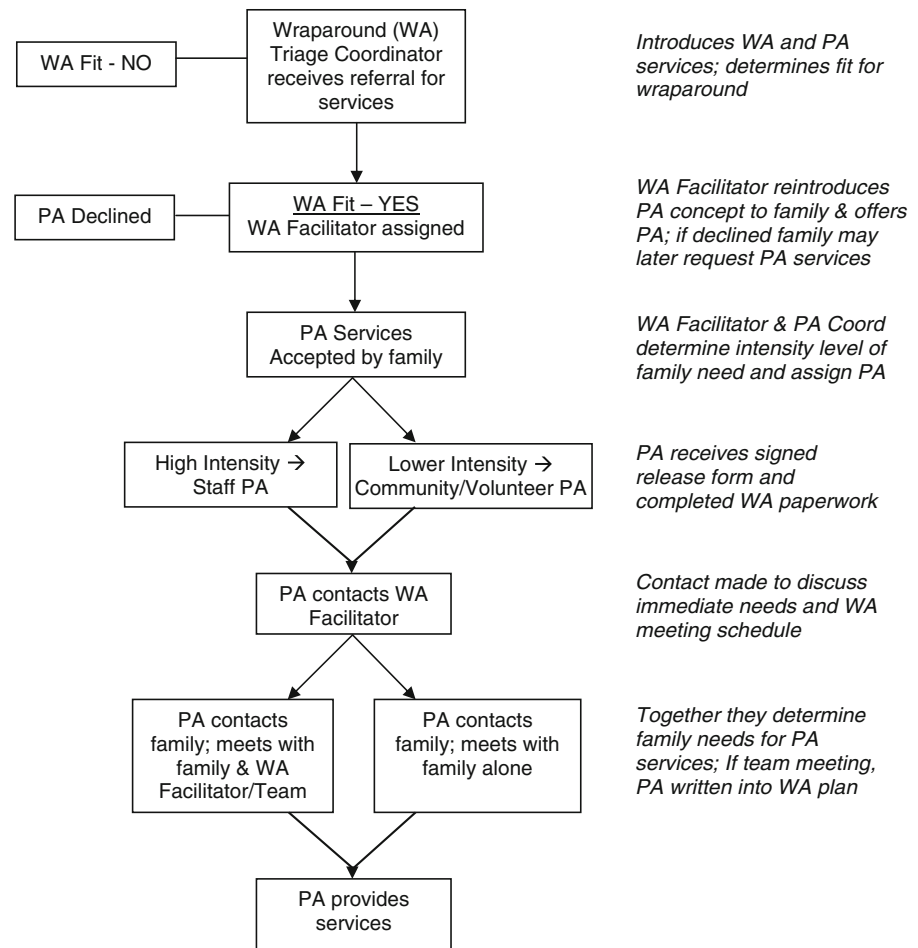 Wraparound (WA)
Triage Coordinator
receives referral for
services
WA Fit - NO
Introduces WA and PA
services; determines fit for
wraparound
WA Fit – YES
WA Facilitator assigned
PA Declined
WA Facilitator reintroduces
PA concept to family & offers
PA; if declined family may
later request PA services
PA Services
Accepted by family
WA Facilitator & PA Coord
determine intensity level of
family need and assign PA
High Intensity →
Staff PA
Lower Intensity →
Community/Volunteer PA
PA receives signed
release form and
completed WA paperwork
PA contacts WA
Facilitator
Contact made to discuss
immediate needs and WA
meeting schedule
PA contacts
family; meets with
family & WA
Facilitator/Team
PA contacts
family; meets with
family alone
Together they determine
family needs for PA
services; If team meeting,
PA written into WA plan
PA provides
services